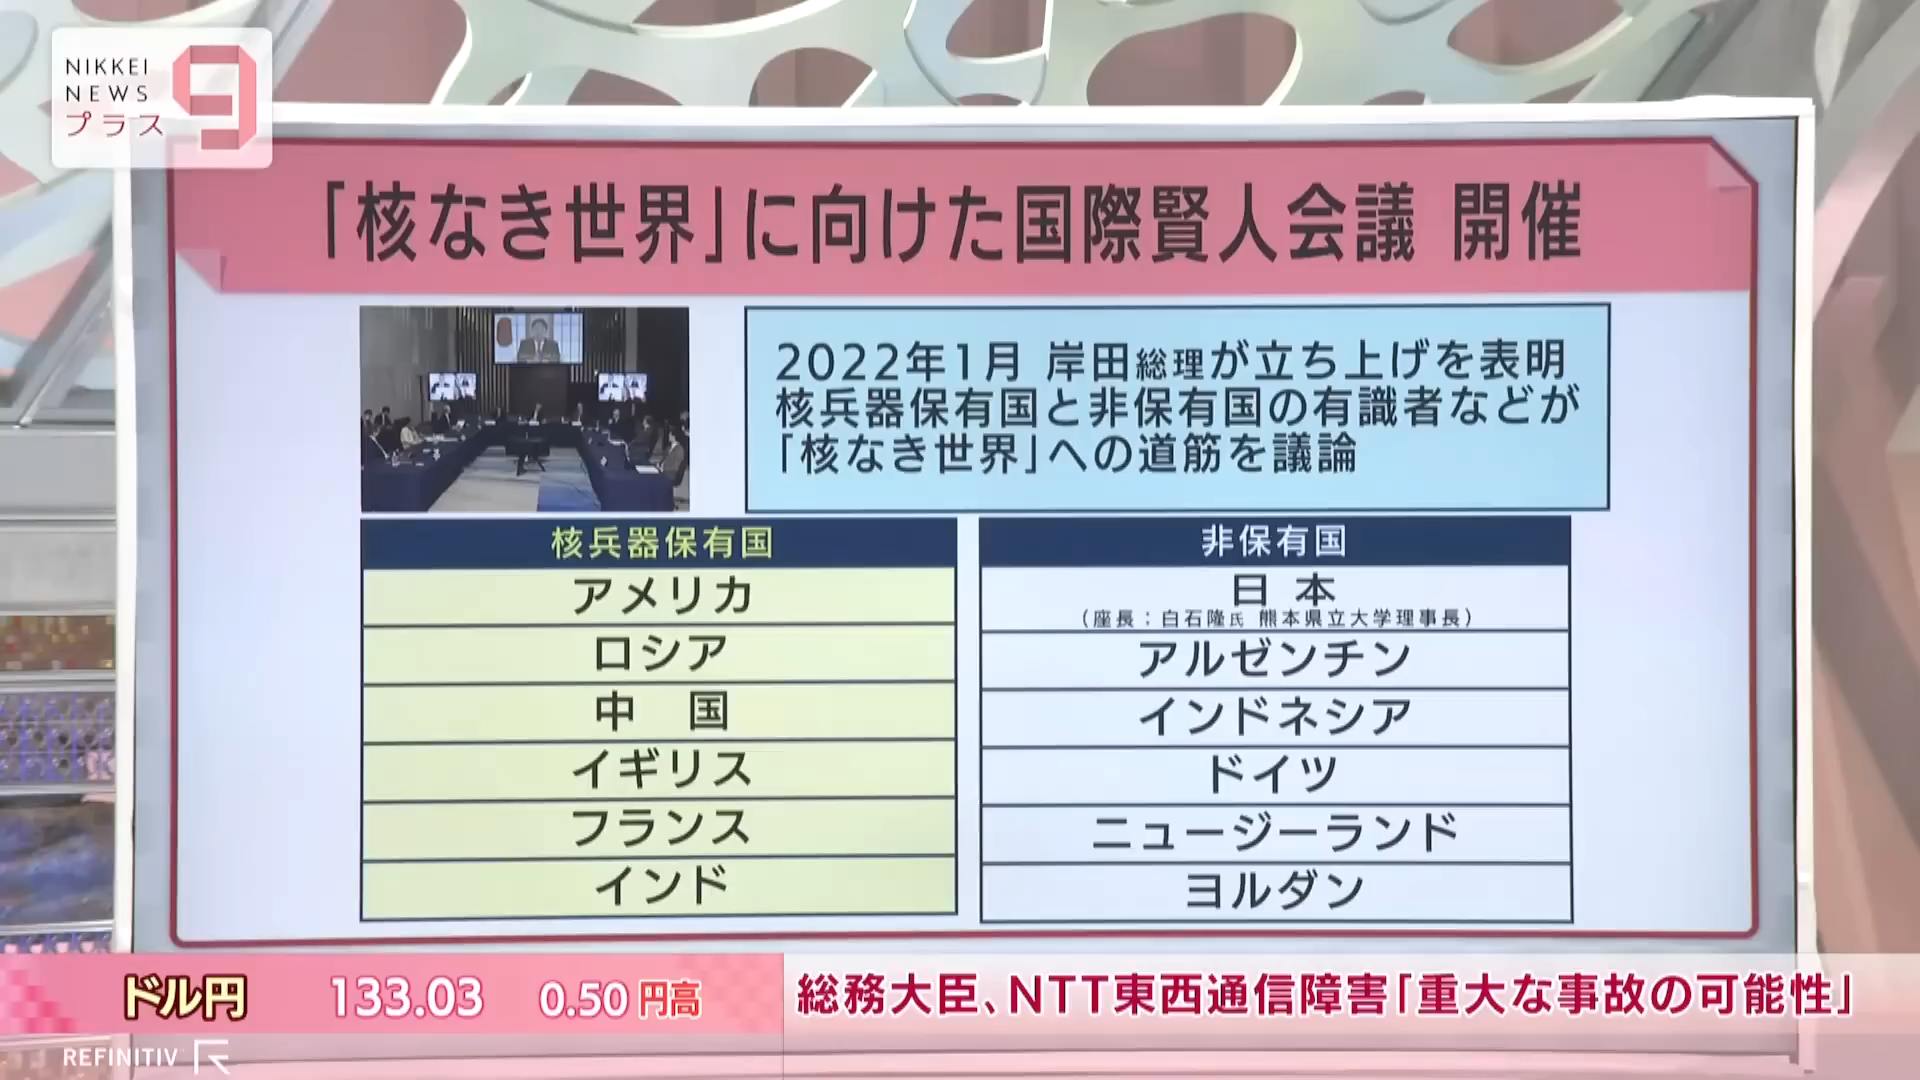 NIKKEI
NEWS
プラス
9
「核なき世界」に向けた国際賢人会議 開催
2022年1月 岸田総理が立ち上げを表明
核兵器保有国と非保有国の有識者などが
「核なき世界」への道筋を議論
核兵器保有国
アメリカ
ロシア
中 国
イギリス
フランス
インド
非保有国
日 本
(座長:白石隆氏 熊本県立大学理事長)
アルゼンチン
インドネシア
ドイツ
ニュージーランド
ヨルダン
ドル円 133.03 0.50円高
総務大臣、NTT東西通信障害「重大な事故の可能性」
REFINITIV